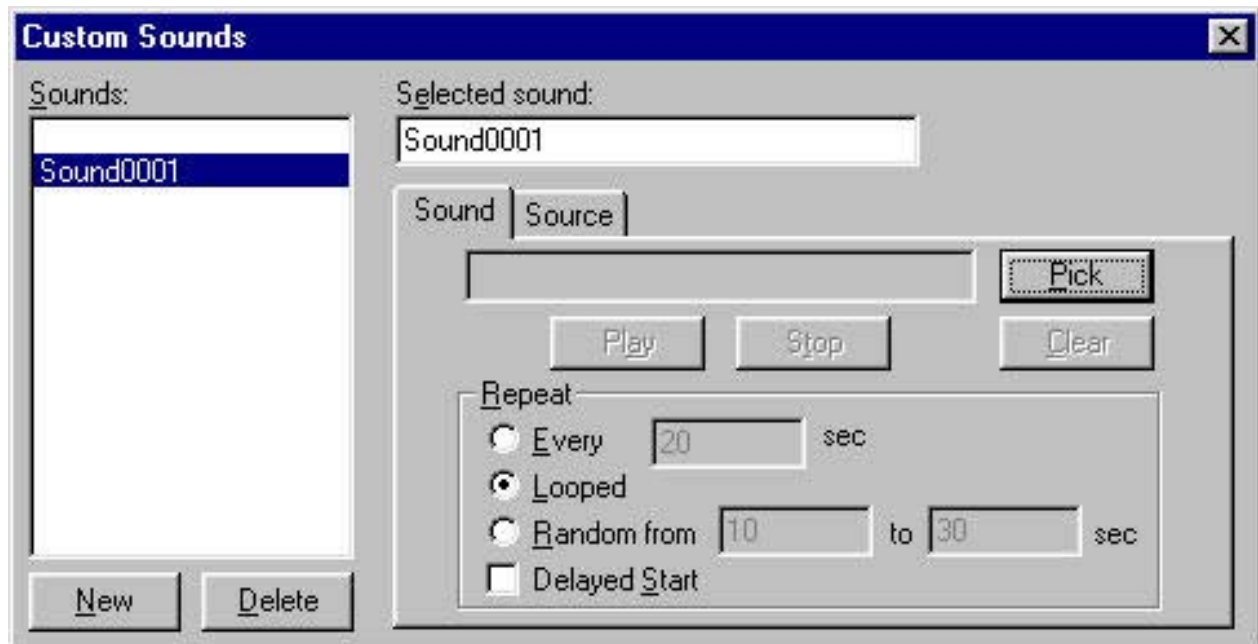 Custom Sounds
Sounds:
Sound0001
New Delete
Selected sound:
Sound0001
Sound Source
Pick
Play Stop Clear
Repeat
Every 20 sec
Looped
Random from 10 to 30 sec
Delayed Start